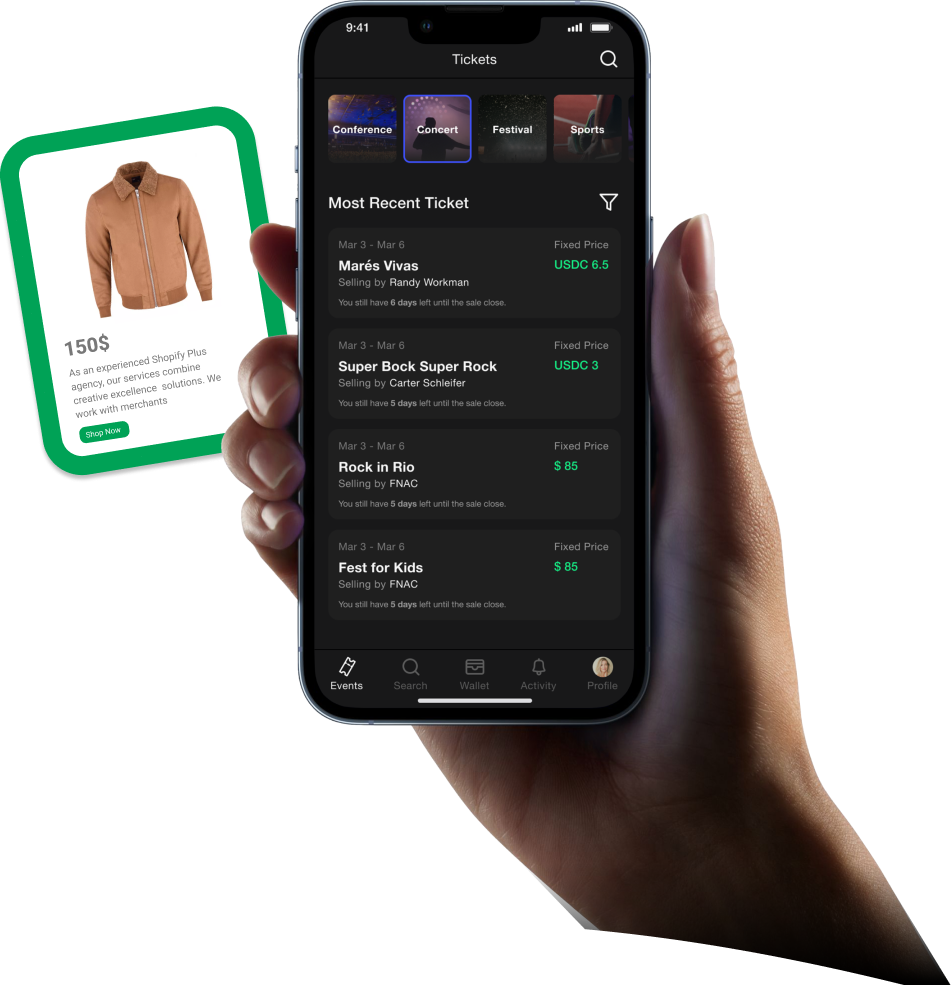 9:41
Tickets
Conference
Concert
Festival
Sports
Most Recent Ticket
Mar 3 - Mar 6
Fixed Price
Marés Vivas
USDC 6.5
Selling by Randy Workman
You still have 6 days left until the sale close.
Mar 3 - Mar 6
Fixed Price
Super Bock Super Rock
USDC 3
Selling by Carter Schleifer
You still have 5 days left until the sale close.
Mar 3 - Mar 6
Fixed Price
Rock in Rio
$ 85
Selling by FNAC
You still have 5 days left until the sale close.
Mar 3 - Mar 6
Fixed Price
Fest for Kids
$ 85
Selling by FNAC
You still have 5 days left until the sale close.
Events
Search
Wallet
Activity
Profile
150$
As an experienced Shopify Plus
agency, our services combine
creative excellence solutions. We
work with merchants
Shop Now